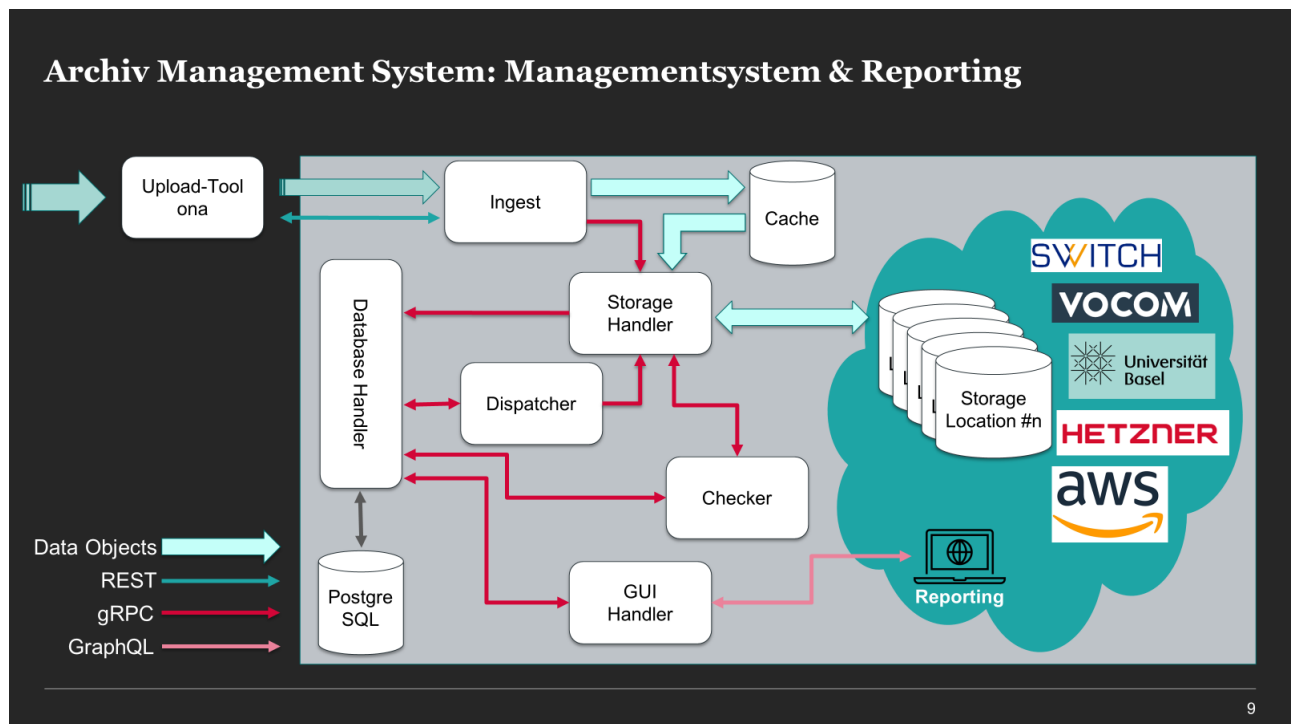 Archiv Management System: Managementsystem & Reporting
Upload-Tool
ona
Ingest
Cache
SWITCH
VOCOM
Universität
Basel
HETZNER
aws
Storage
Handler
Database Handler
Dispatcher
L
L
L
L
Storage
Location #n
Checker
Data Objects
REST
gRPC
GraphQL
Postgre
SQL
GUI
Handler
Reporting
9